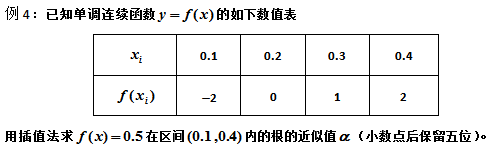 例4：已知单调连续函数 y = f(x) 的如下数值表
x_i 0.1 0.2 0.3 0.4
f(x_i) −2 0 1 2
用插值法求 f(x) = 0.5 在区间(0.1,0.4) 内的根的近似值α（小数点后保留五位）。